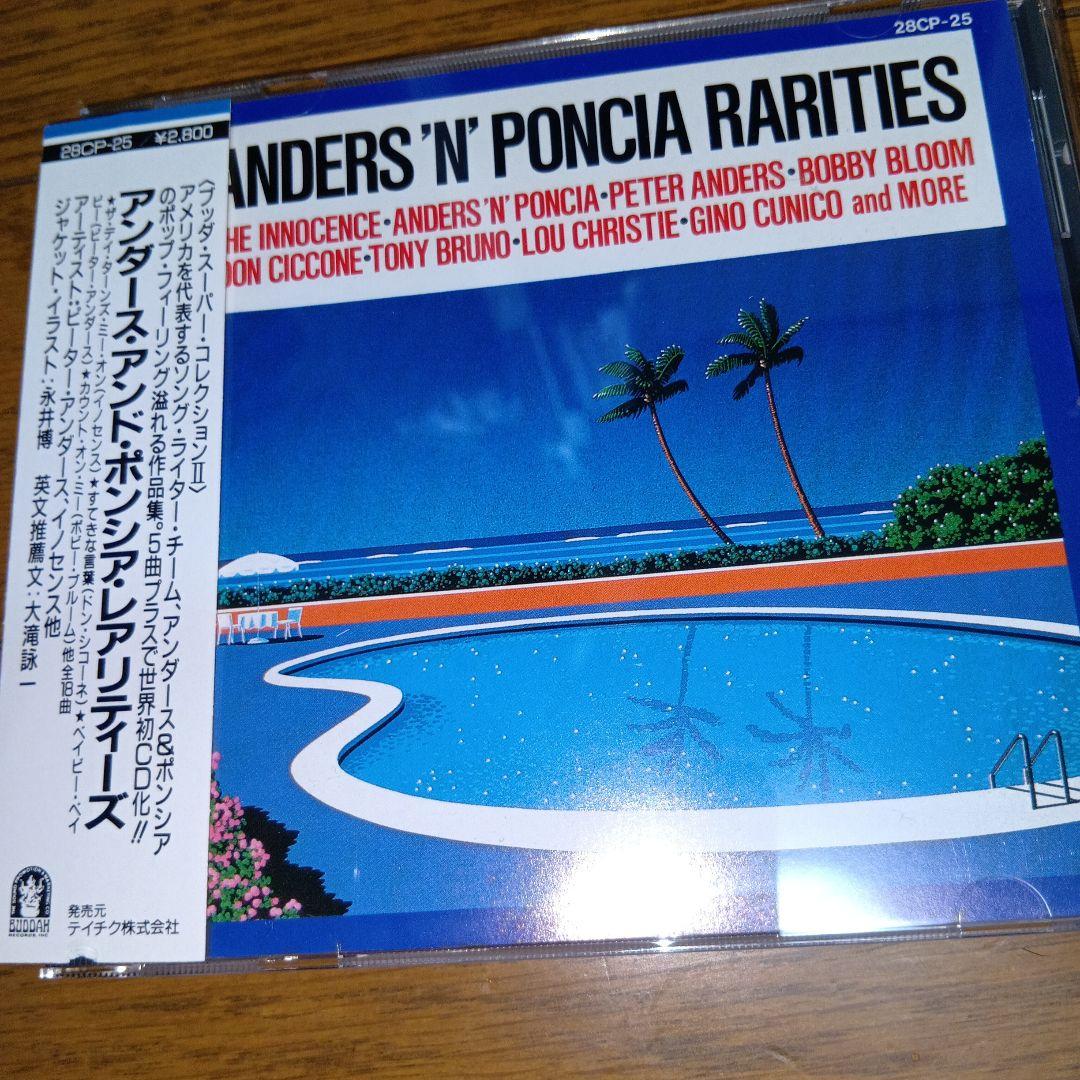 28CP-25
ANDERS 'N' PONCIA RARITIES
HE INNOCENCE・ANDERS 'N' PONCIA・PETER ANDERS・BOBBY BLOOM
DON CICCONE・TONY BRUNO・LOU CHRISTIE・GINO CUNICO and MORE
28CP-25 / ¥2,800
〈ブッダ・スーパー・コレクションⅡ〉
アメリカを代表するソング・ライター・チーム、アンダース&ポンシア
のポップ・フィーリング溢れる作品集。5曲プラスで世界初CD化!!
アンダース・アンド・ポンシア・レアリティーズ
★ザ・デイ・ターンズ・ミー・オン(イノセンス)★すてきな言葉(ドン・シコーネ)★ベイビー・ベイ
ビー(ピーター・アンダース)★カウント・オン・ミー(ボビー・ブルーム)他全18曲
アーティスト:ピーター・アンダース、イノセンス他
ジャケット・イラスト:永井博 英文推薦文:大滝詠一
BUDDAH
RECORDS, INC
発売元
テイチク株式会社